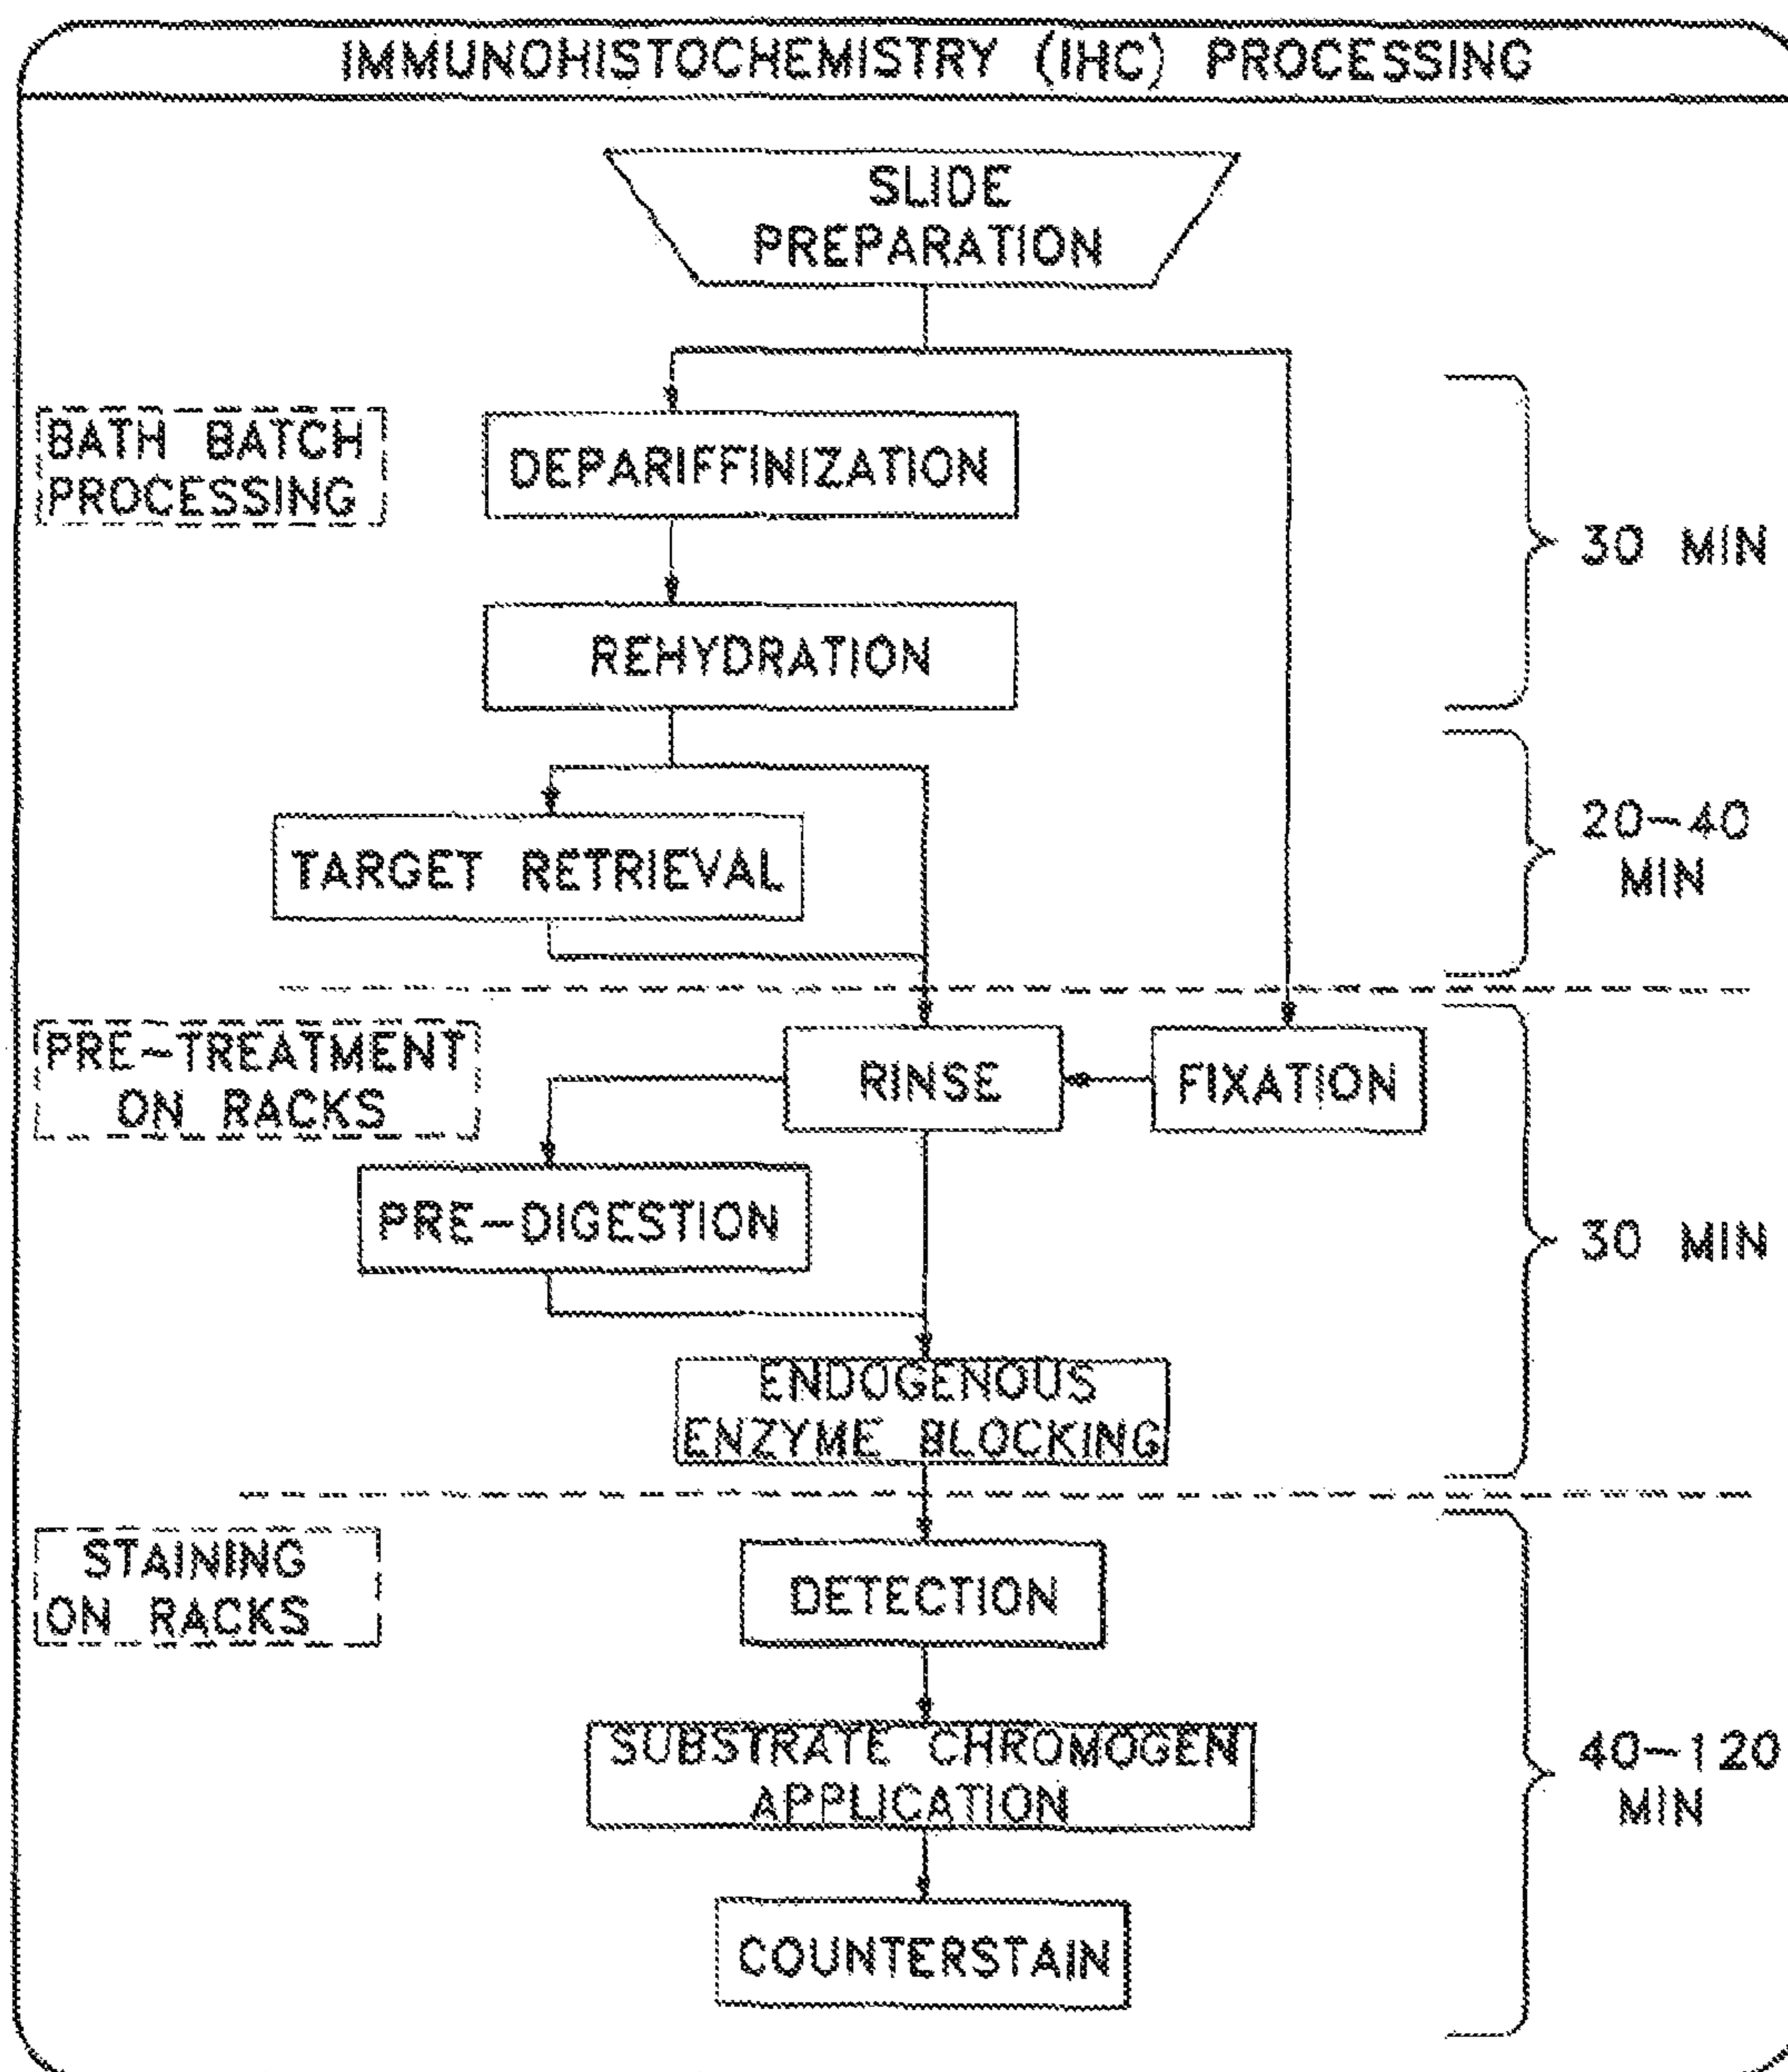 IMMUNOHISTOCHEMISTRY (IHC) PROCESSING
SLIDE
PREPARATION
BATH BATCH
PROCESSING
DEPARIFFINIZATION
30 MIN
REHYDRATION
TARGET RETRIEVAL
20-40
MIN
PRE-TREATMENT
ON RACKS
RINSE
FIXATION
PRE-DIGESTION
30 MIN
ENDOGENOUS
ENZYME BLOCKING
STAINING
ON RACKS
DETECTION
SUBSTRATE CHROMOGEN
APPLICATION
40-120
MIN
COUNTERSTAIN